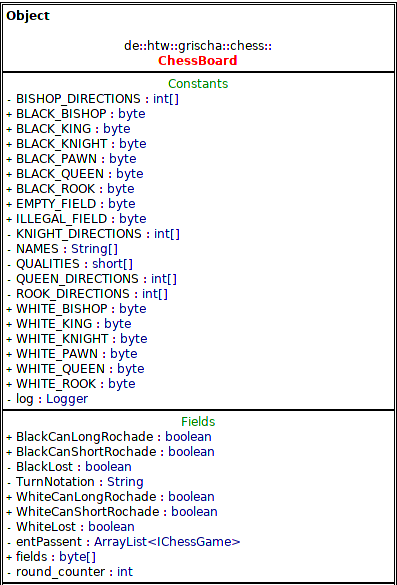 Object
de::htw::grischa::chess::
ChessBoard
Constants
- BISHOP_DIRECTIONS : int[]
+ BLACK_BISHOP : byte
+ BLACK_KING : byte
+ BLACK_KNIGHT : byte
+ BLACK_PAWN : byte
+ BLACK_QUEEN : byte
+ BLACK_ROOK : byte
+ EMPTY_FIELD : byte
+ ILLEGAL_FIELD : byte
- KNIGHT_DIRECTIONS : int[]
- NAMES : String[]
- QUALITIES : short[]
- QUEEN_DIRECTIONS : int[]
- ROOK_DIRECTIONS : int[]
+ WHITE_BISHOP : byte
+ WHITE_KING : byte
+ WHITE_KNIGHT : byte
+ WHITE_PAWN : byte
+ WHITE_QUEEN : byte
+ WHITE_ROOK : byte
- log : Logger
Fields
+ BlackCanLongRochade : boolean
+ BlackCanShortRochade : boolean
- BlackLost : boolean
- TurnNotation : String
+ WhiteCanLongRochade : boolean
+ WhiteCanShortRochade : boolean
- WhiteLost : boolean
- entPassent : ArrayList<IChessGame>
+ fields : byte[]
- round_counter : int